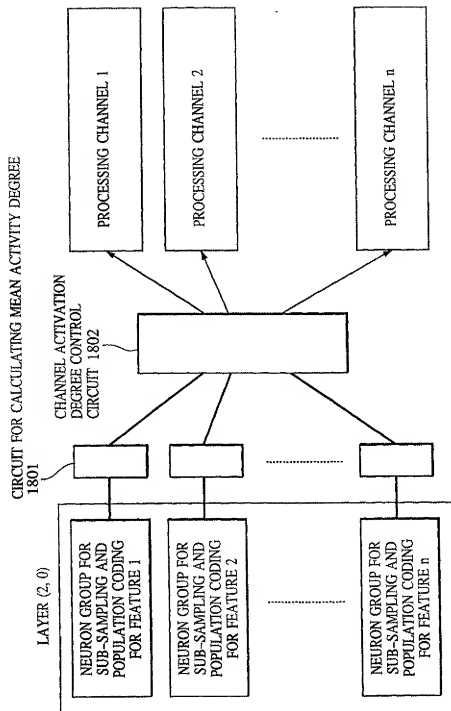 CIRCUIT FOR CALCULATING MEAN ACTIVITY DEGREE
1801
LAYER (2, 0)
NEURON GROUP FOR
SUB-SAMPLING AND
POPULATION CODING
FOR FEATURE 1
NEURON GROUP FOR
SUB-SAMPLING AND
POPULATION CODING
FOR FEATURE 2
NEURON GROUP FOR
SUB-SAMPLING AND
POPULATION CODING
FOR FEATURE n
CHANNEL ACTIVATION
DEGREE CONTROL
CIRCUIT 1802
PROCESSING CHANNEL 1
PROCESSING CHANNEL 2
PROCESSING CHANNEL n